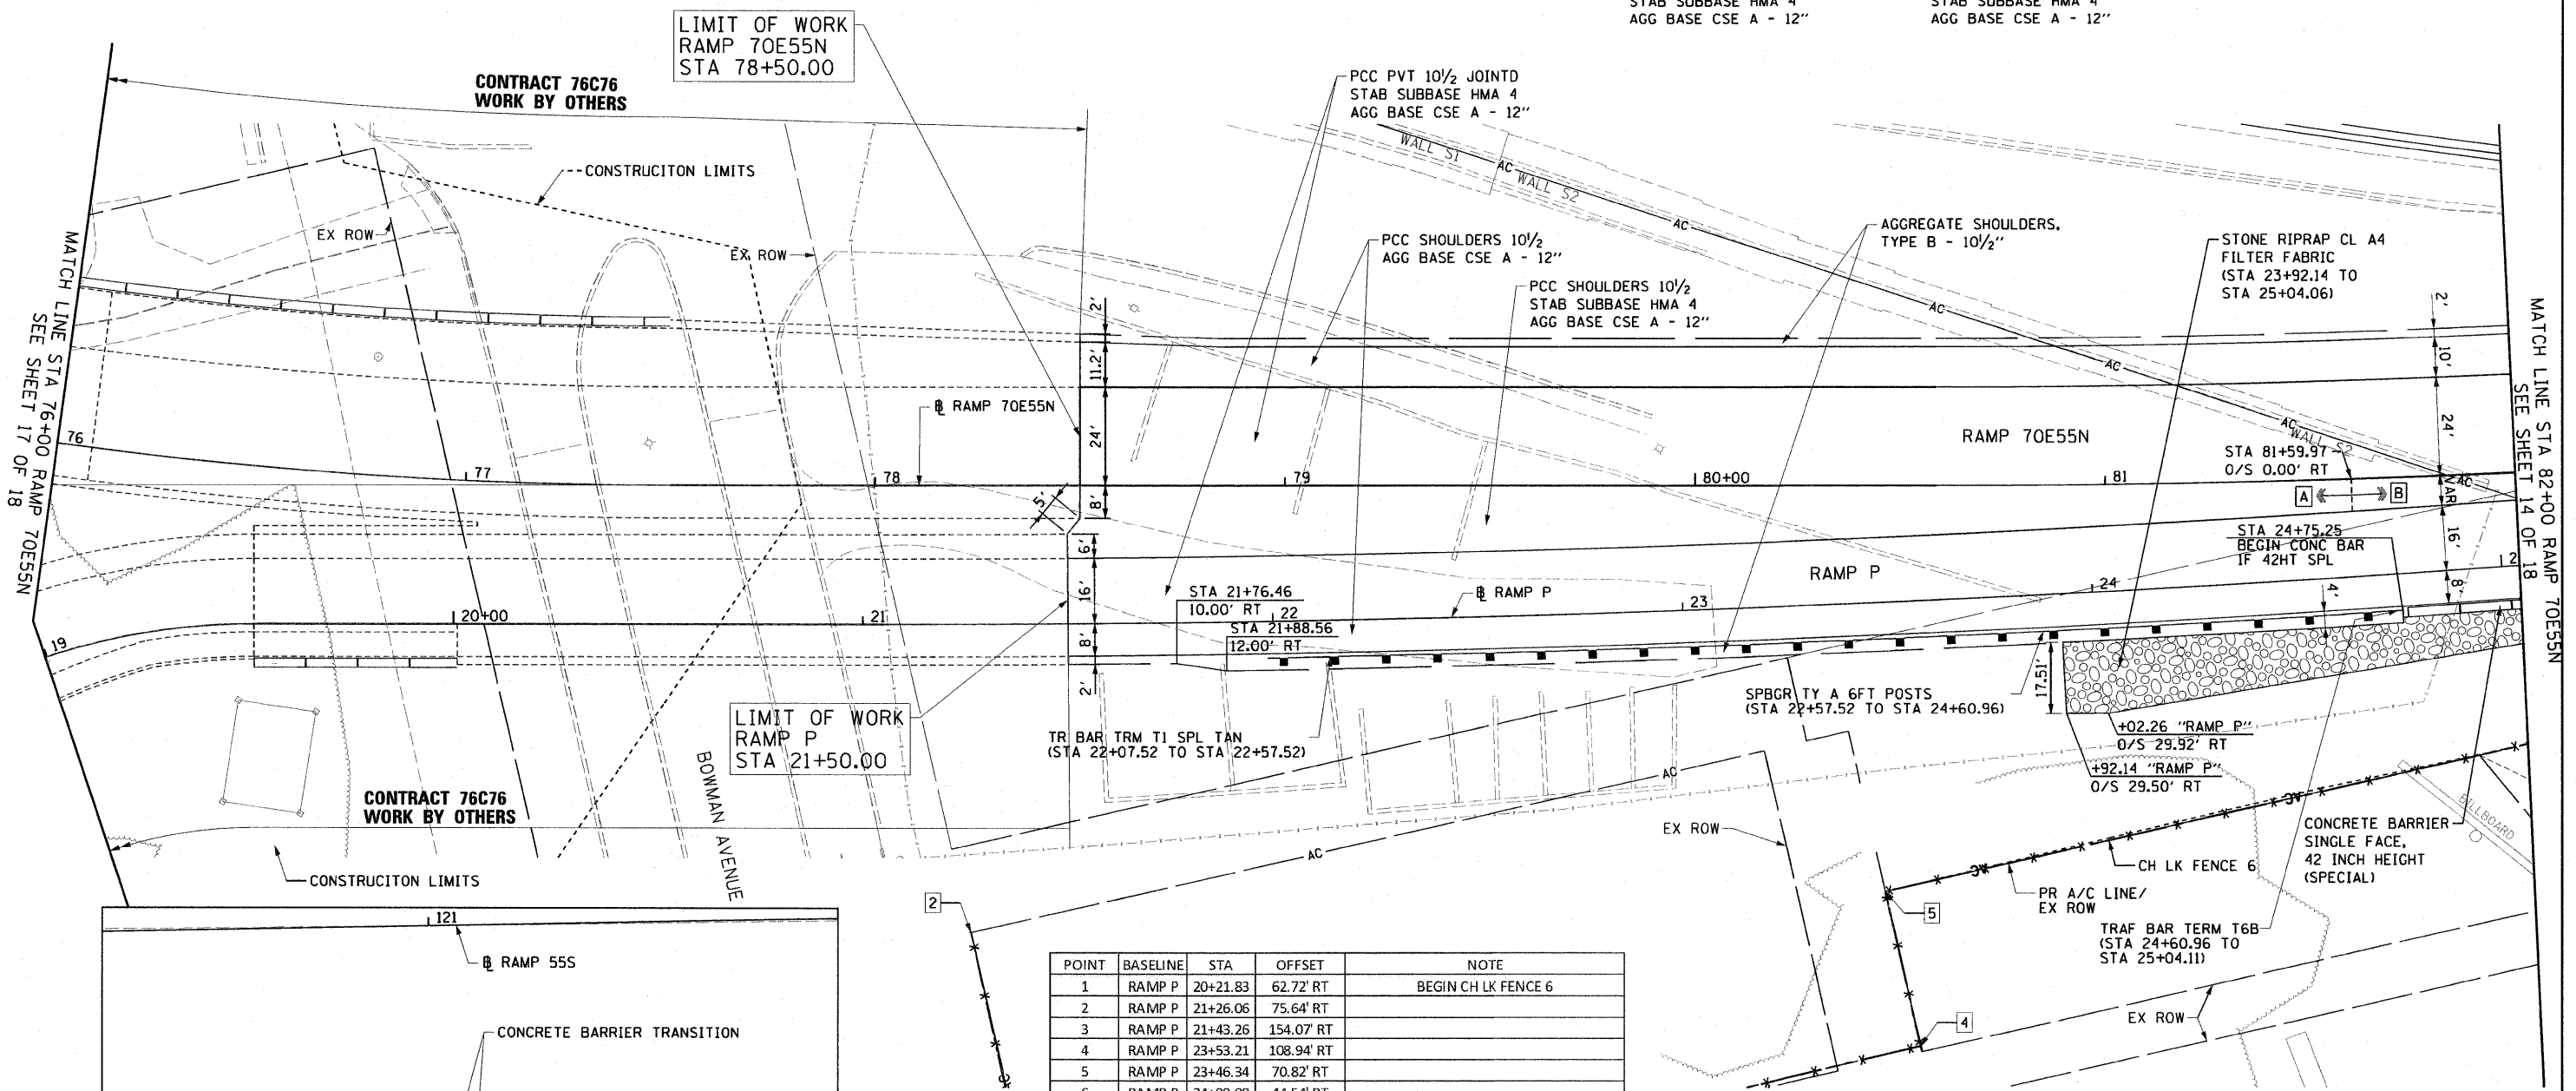 STAB SUBBASE HMA 4
AGG BASE CSE A - 12"
STAB SUBBASE HMA 4
AGG BASE CSE A - 12"
LIMIT OF WORK
RAMP 70E55N
STA 78+50.00
CONTRACT 76C76
WORK BY OTHERS
PCC PVT 10½ JOINTD
STAB SUBBASE HMA 4
AGG BASE CSE A - 12"
CONSTRUCITON LIMITS
EX ROW
EX ROW
WALL S1
AC
WALL S2
AC
AC
AC
AC
AC
WALL S2
PCC SHOULDERS 10½
AGG BASE CSE A - 12"
PCC SHOULDERS 10½
STAB SUBBASE HMA 4
AGG BASE CSE A - 12"
AGGREGATE SHOULDERS,
TYPE B - 10½"
STONE RIPRAP CL A4
FILTER FABRIC
(STA 23+92.14 TO
STA 25+04.06)
MATCH LINE STA 76+00 RAMP 70E55N
SEE SHEET 17 OF 18
MATCH LINE STA 82+00 RAMP 70E55N
SEE SHEET 14 OF 18
2'
11.2'
24'
8'
5'
6'
16'
8'
2'
2'
10'
24'
VAR
16'
8'
4'
17.51'
76
77
78
79
80+00
81
℄ RAMP 70E55N
RAMP 70E55N
STA 81+59.97
O/S 0.00' RT
A
B
STA 24+75.25
BEGIN CONC BAR
IF 42HT SPL
RAMP P
℄ RAMP P
19
20+00
21
22
23
24
2
STA 21+76.46
10.00' RT
STA 21+88.56
12.00' RT
LIMIT OF WORK
RAMP P
STA 21+50.00
TR BAR TRM T1 SPL TAN
(STA 22+07.52 TO STA 22+57.52)
SPBGR TY A 6FT POSTS
(STA 22+57.52 TO STA 24+60.96)
+02.26 "RAMP P"
O/S 29.92' RT
+92.14 "RAMP P"
O/S 29.50' RT
BOWMAN AVENUE
CONTRACT 76C76
WORK BY OTHERS
CONSTRUCITON LIMITS
AC
AC
AC
AC
EX ROW
BILLBOARD
CONCRETE BARRIER
SINGLE FACE,
42 INCH HEIGHT
(SPECIAL)
CH LK FENCE 6
PR A/C LINE/
EX ROW
TRAF BAR TERM T6B
(STA 24+60.96 TO
STA 25+04.11)
EX ROW
2
5
4
121
℄ RAMP 55S
CONCRETE BARRIER TRANSITION
POINT BASELINE STA OFFSET NOTE
1 RAMP P 20+21.83 62.72' RT BEGIN CH LK FENCE 6
2 RAMP P 21+26.06 75.64' RT
3 RAMP P 21+43.26 154.07' RT
4 RAMP P 23+53.21 108.94' RT
5 RAMP P 23+46.34 70.82' RT